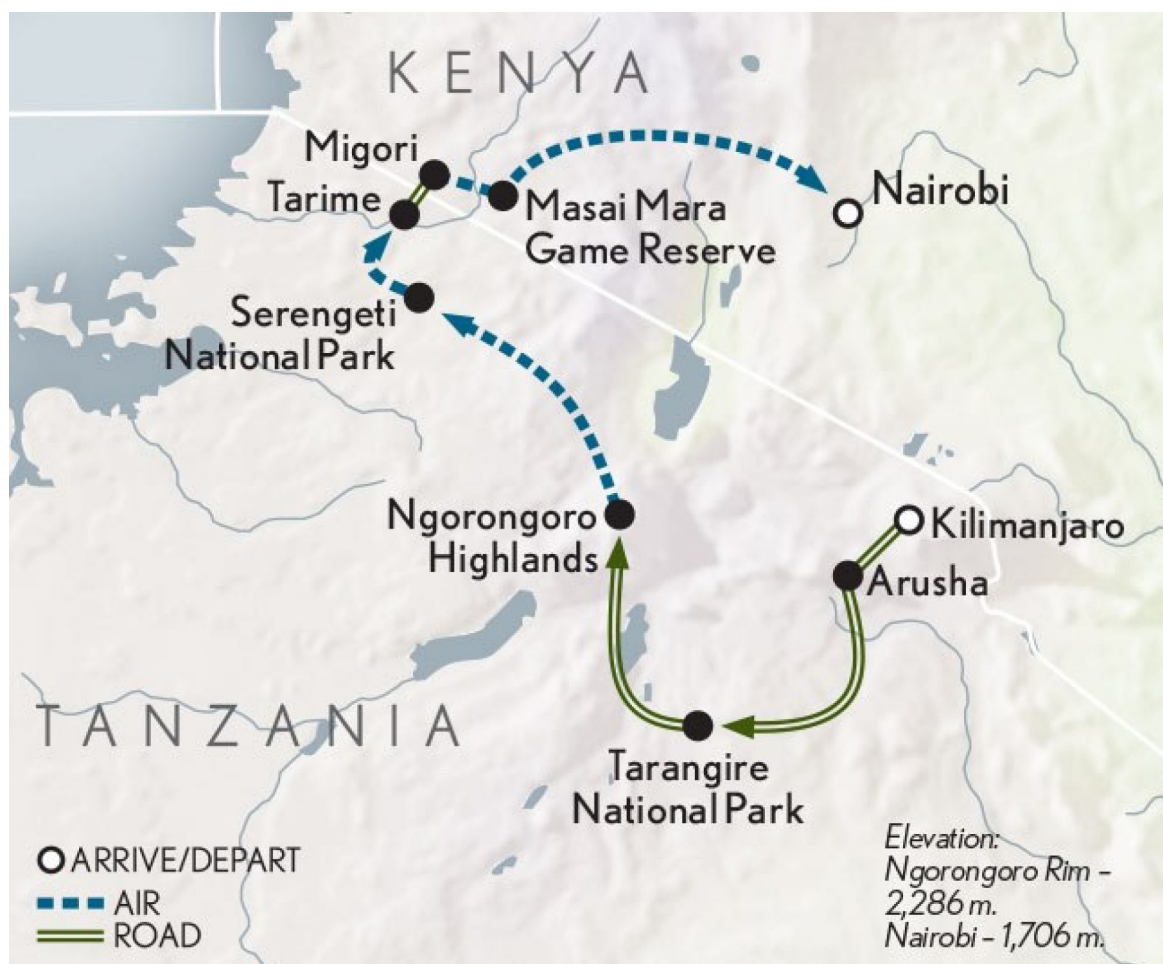 KENYA
Migori
Tarime
Nairobi
Masai Mara
Game Reserve
Serengeti
National Park
Ngorongoro
Highlands
Kilimanjaro
Arusha
TANZANIA
Tarangire
National Park
ARRIVE/DEPART
AIR
ROAD
Elevation:
Ngorongoro Rim –
2,286 m.
Nairobi – 1,706 m.